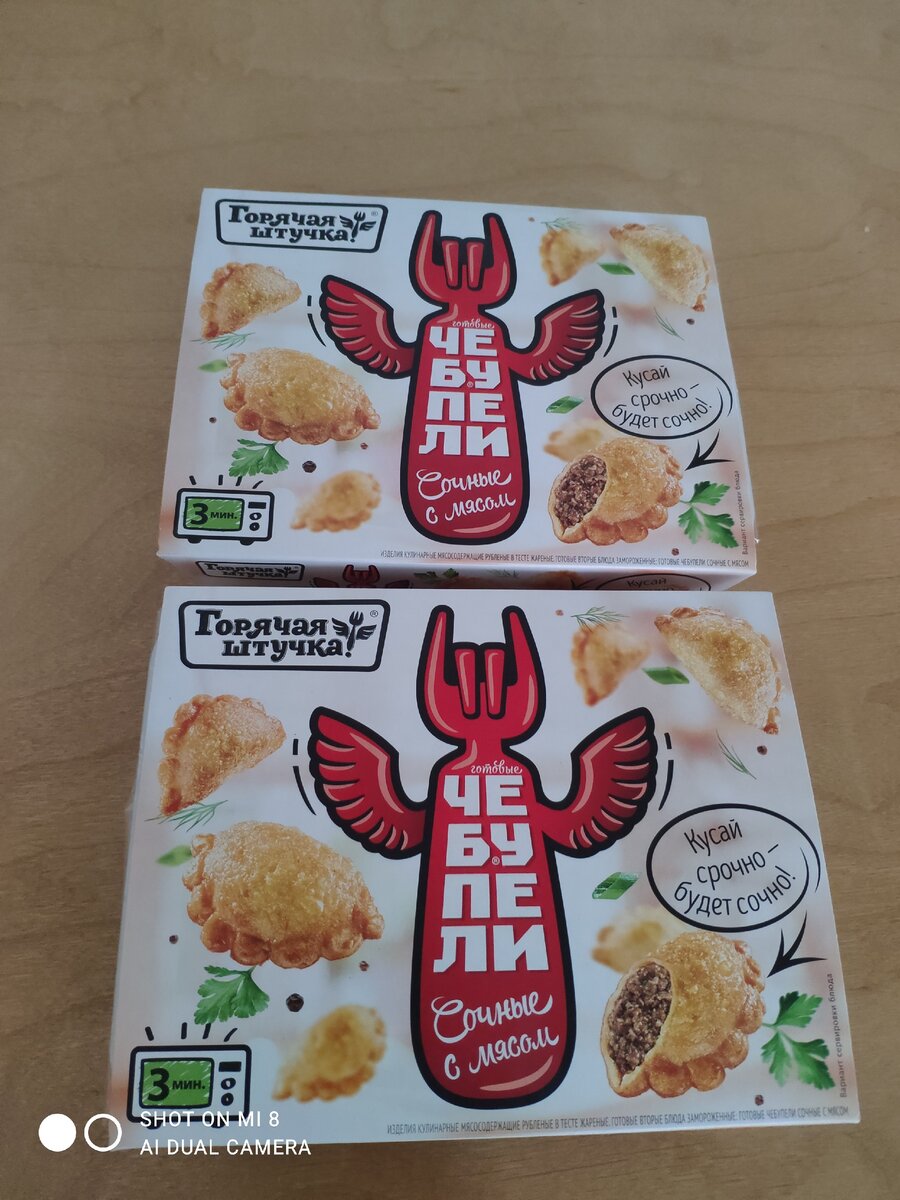 ГОРЯЧАЯ
ШТУЧКА!
®
готовые
ЧЕ
БУ®
ПЕ
ЛИ
Сочные
с мясом
Кусай
срочно –
будет сочно!
3 мин.
Вариант сервировки блюда
ИЗДЕЛИЯ КУЛИНАРНЫЕ МЯСОСОДЕРЖАЩИЕ РУБЛЕНЫЕ В ТЕСТЕ ЖАРЕНЫЕ, ГОТОВЫЕ ВТОРЫЕ БЛЮДА ЗАМОРОЖЕННЫЕ. ГОТОВЫЕ ЧЕБУПЕЛИ СОЧНЫЕ С МЯСОМ
ГОРЯЧАЯ
ШТУЧКА!
Кусай
ГОРЯЧАЯ
ШТУЧКА!
®
готовые
ЧЕ
БУ®
ПЕ
ЛИ
Сочные
с мясом
Кусай
срочно –
будет сочно!
3 мин.
Вариант сервировки блюда
ИЗДЕЛИЯ КУЛИНАРНЫЕ МЯСОСОДЕРЖАЩИЕ РУБЛЕНЫЕ В ТЕСТЕ ЖАРЕНЫЕ, ГОТОВЫЕ ВТОРЫЕ БЛЮДА ЗАМОРОЖЕННЫЕ. ГОТОВЫЕ ЧЕБУПЕЛИ СОЧНЫЕ С МЯСОМ
SHOT ON MI 8
AI DUAL CAMERA